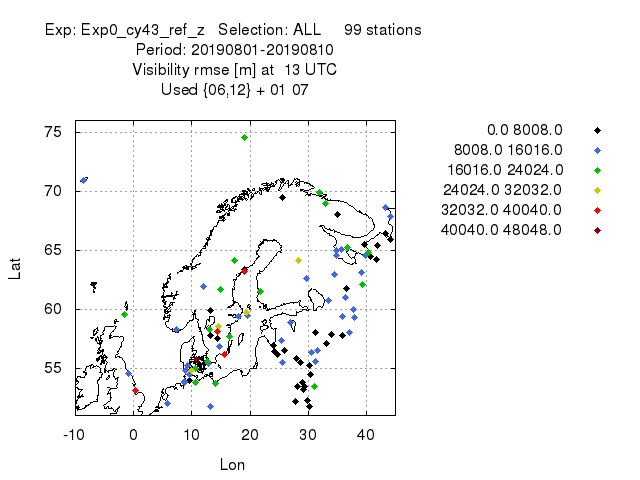 Exp: Exp0_cy43_ref_z   Selection: ALL     99 stations
Period: 20190801-20190810
Visibility rmse [m] at  13 UTC
Used {06,12} + 01 07
0.0 8008.0
8008.0 16016.0
16016.0 24024.0
24024.0 32032.0
32032.0 40040.0
40040.0 48048.0
75
70
65
60
55
Lat
-10 0 10 20 30 40
Lon